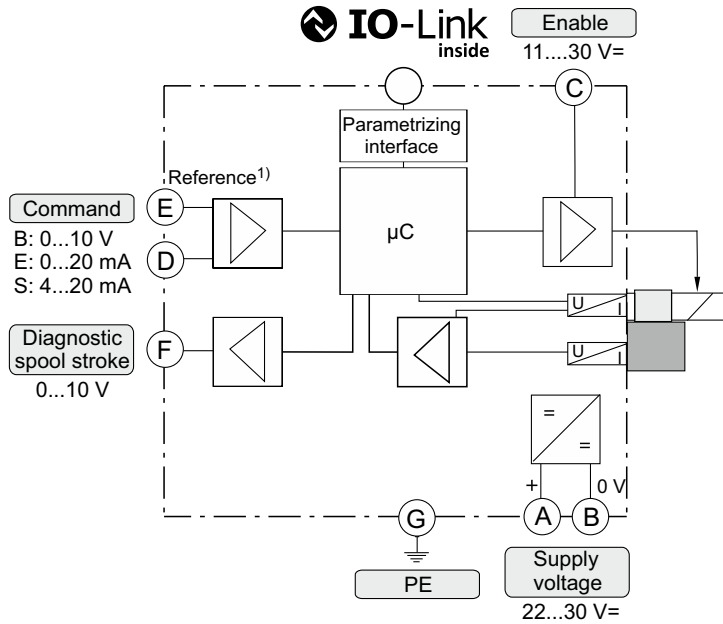 IO-Link
inside
Enable
11....30 V=
C
Parametrizing
interface
Reference1)
Command
E
B: 0...10 V
E: 0...20 mA
S: 4...20 mA
D
µC
U
I
Diagnostic
spool stroke
0...10 V
F
U
I
=
=
+
0 V
G
A
B
PE
Supply
voltage
22...30 V=